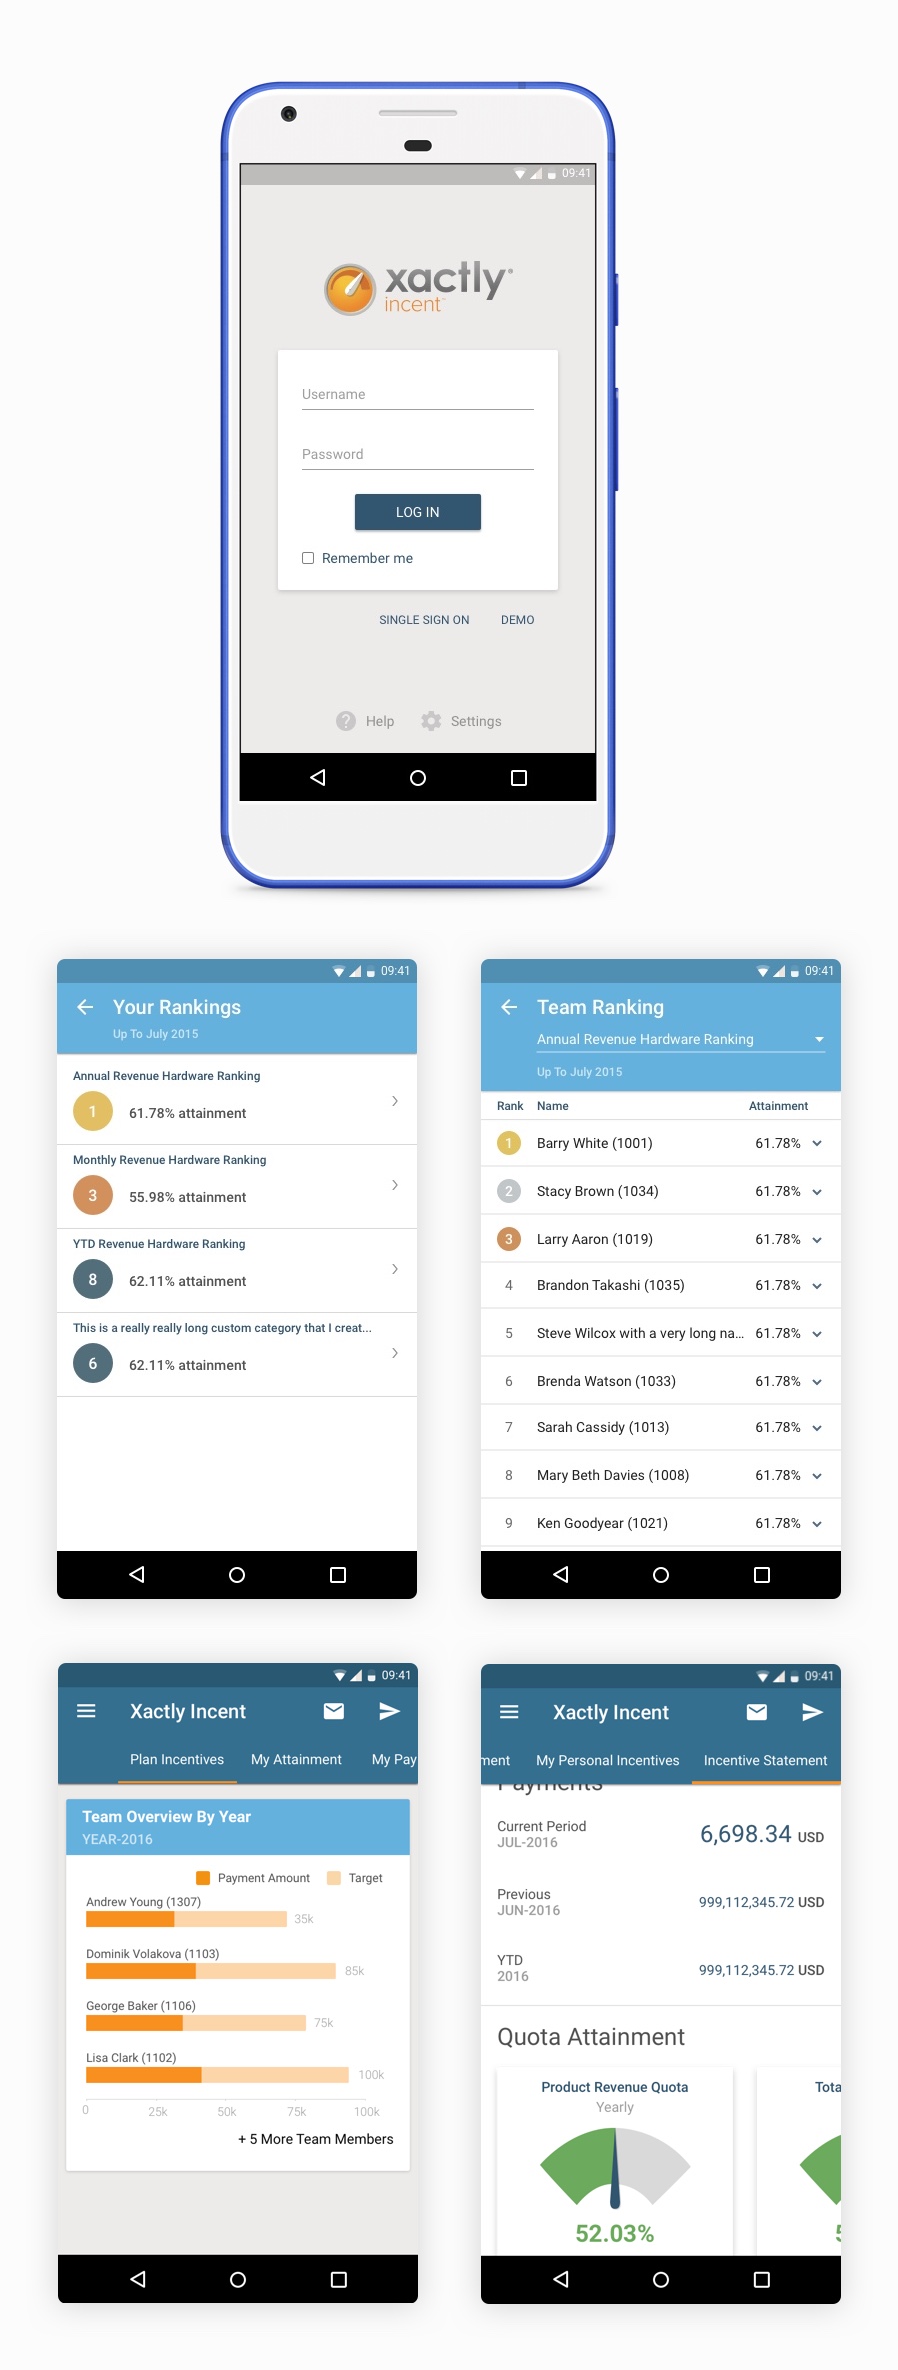 09:41
xactly®
incent™
Username
Password
LOG IN
Remember me
SINGLE SIGN ON DEMO
Help Settings
09:41
Your Rankings
Up To July 2015
Annual Revenue Hardware Ranking
1 61.78% attainment
Monthly Revenue Hardware Ranking
3 55.98% attainment
YTD Revenue Hardware Ranking
8 62.11% attainment
This is a really really long custom category that I creat...
6 62.11% attainment
09:41
Team Ranking
Annual Revenue Hardware Ranking
Up To July 2015
Rank Name Attainment
1 Barry White (1001) 61.78%
2 Stacy Brown (1034) 61.78%
3 Larry Aaron (1019) 61.78%
4 Brandon Takashi (1035) 61.78%
5 Steve Wilcox with a very long na... 61.78%
6 Brenda Watson (1033) 61.78%
7 Sarah Cassidy (1013) 61.78%
8 Mary Beth Davies (1008) 61.78%
9 Ken Goodyear (1021) 61.78%
09:41
Xactly Incent
Plan Incentives My Attainment My Pay
Team Overview By Year
YEAR-2016
Payment Amount Target
Andrew Young (1307)
35k
Dominik Volakova (1103)
85k
George Baker (1106)
75k
Lisa Clark (1102)
100k
0 25k 50k 75k 100k
+ 5 More Team Members
09:41
Xactly Incent
ment My Personal Incentives Incentive Statement
Payments
Current Period
JUL-2016
6,698.34 USD
Previous
JUN-2016
999,112,345.72 USD
YTD
2016
999,112,345.72 USD
Quota Attainment
Product Revenue Quota Tota
Yearly
52.03% 5